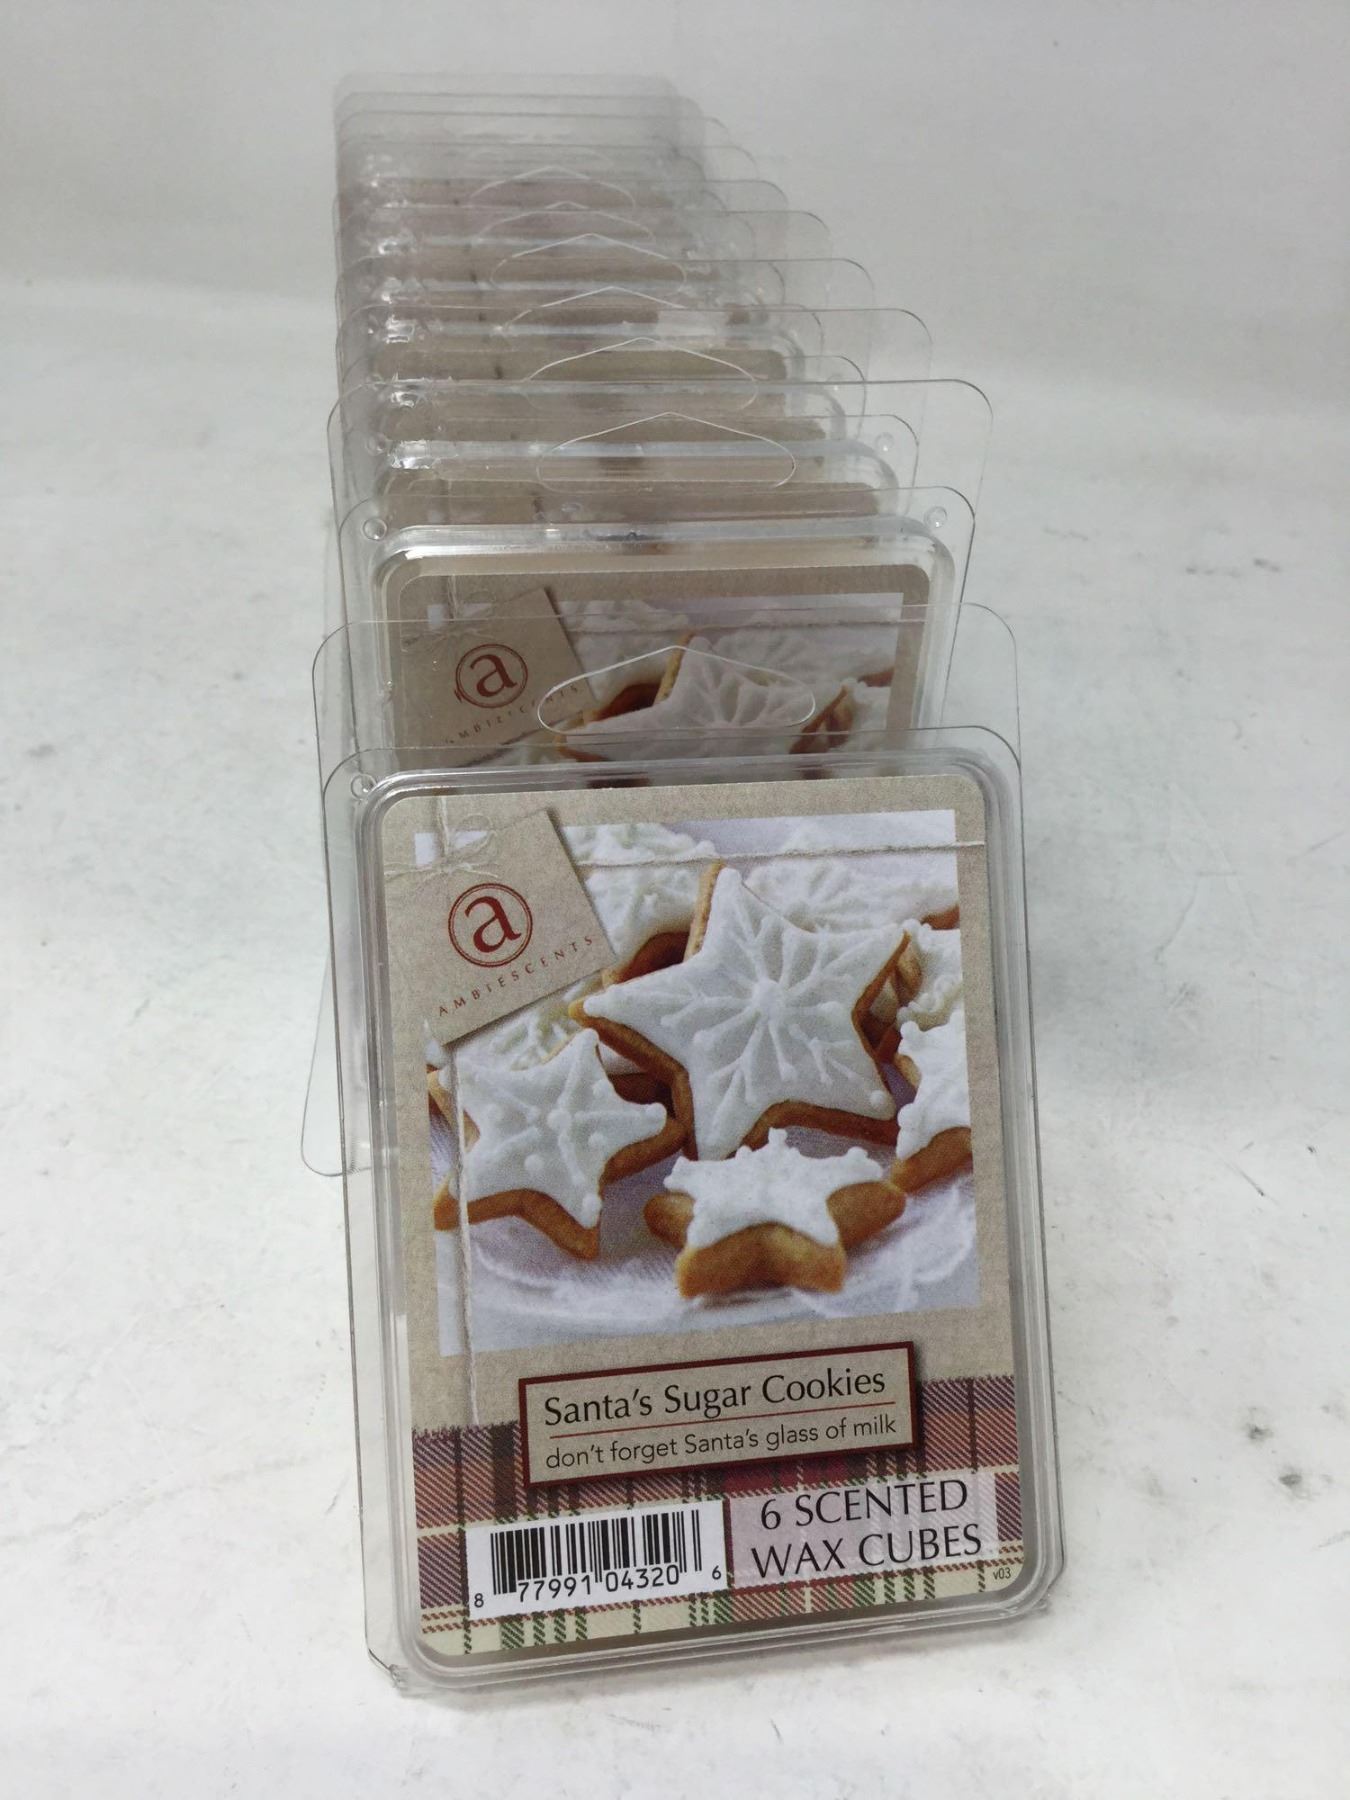 a
AMBIESCENTS
a
AMBIESCENTS
Santa's Sugar Cookies
don't forget Santa's glass of milk
6 SCENTED
WAX CUBES
8 77991 04320 6
v03